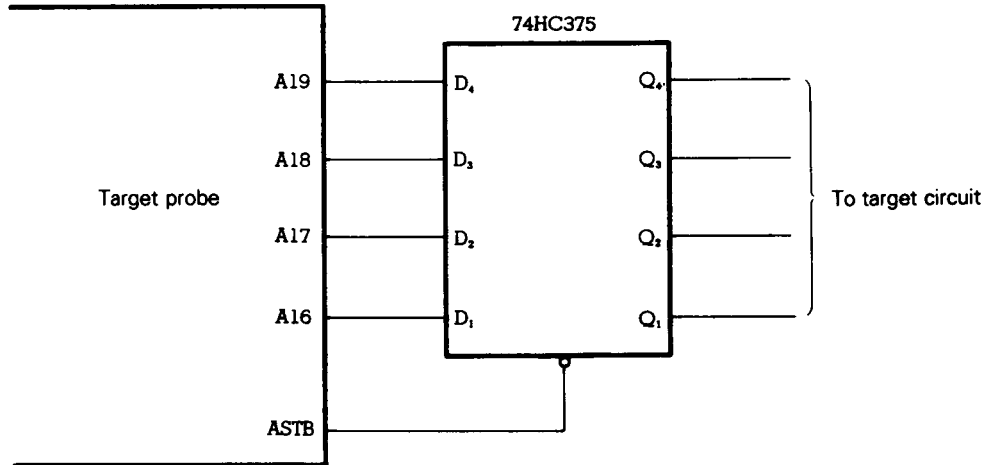 74HC375
A19
D₄
Q₄
A18
D₃
Q₃
Target probe
To target circuit
A17
D₂
Q₂
A16
D₁
Q₁
ASTB